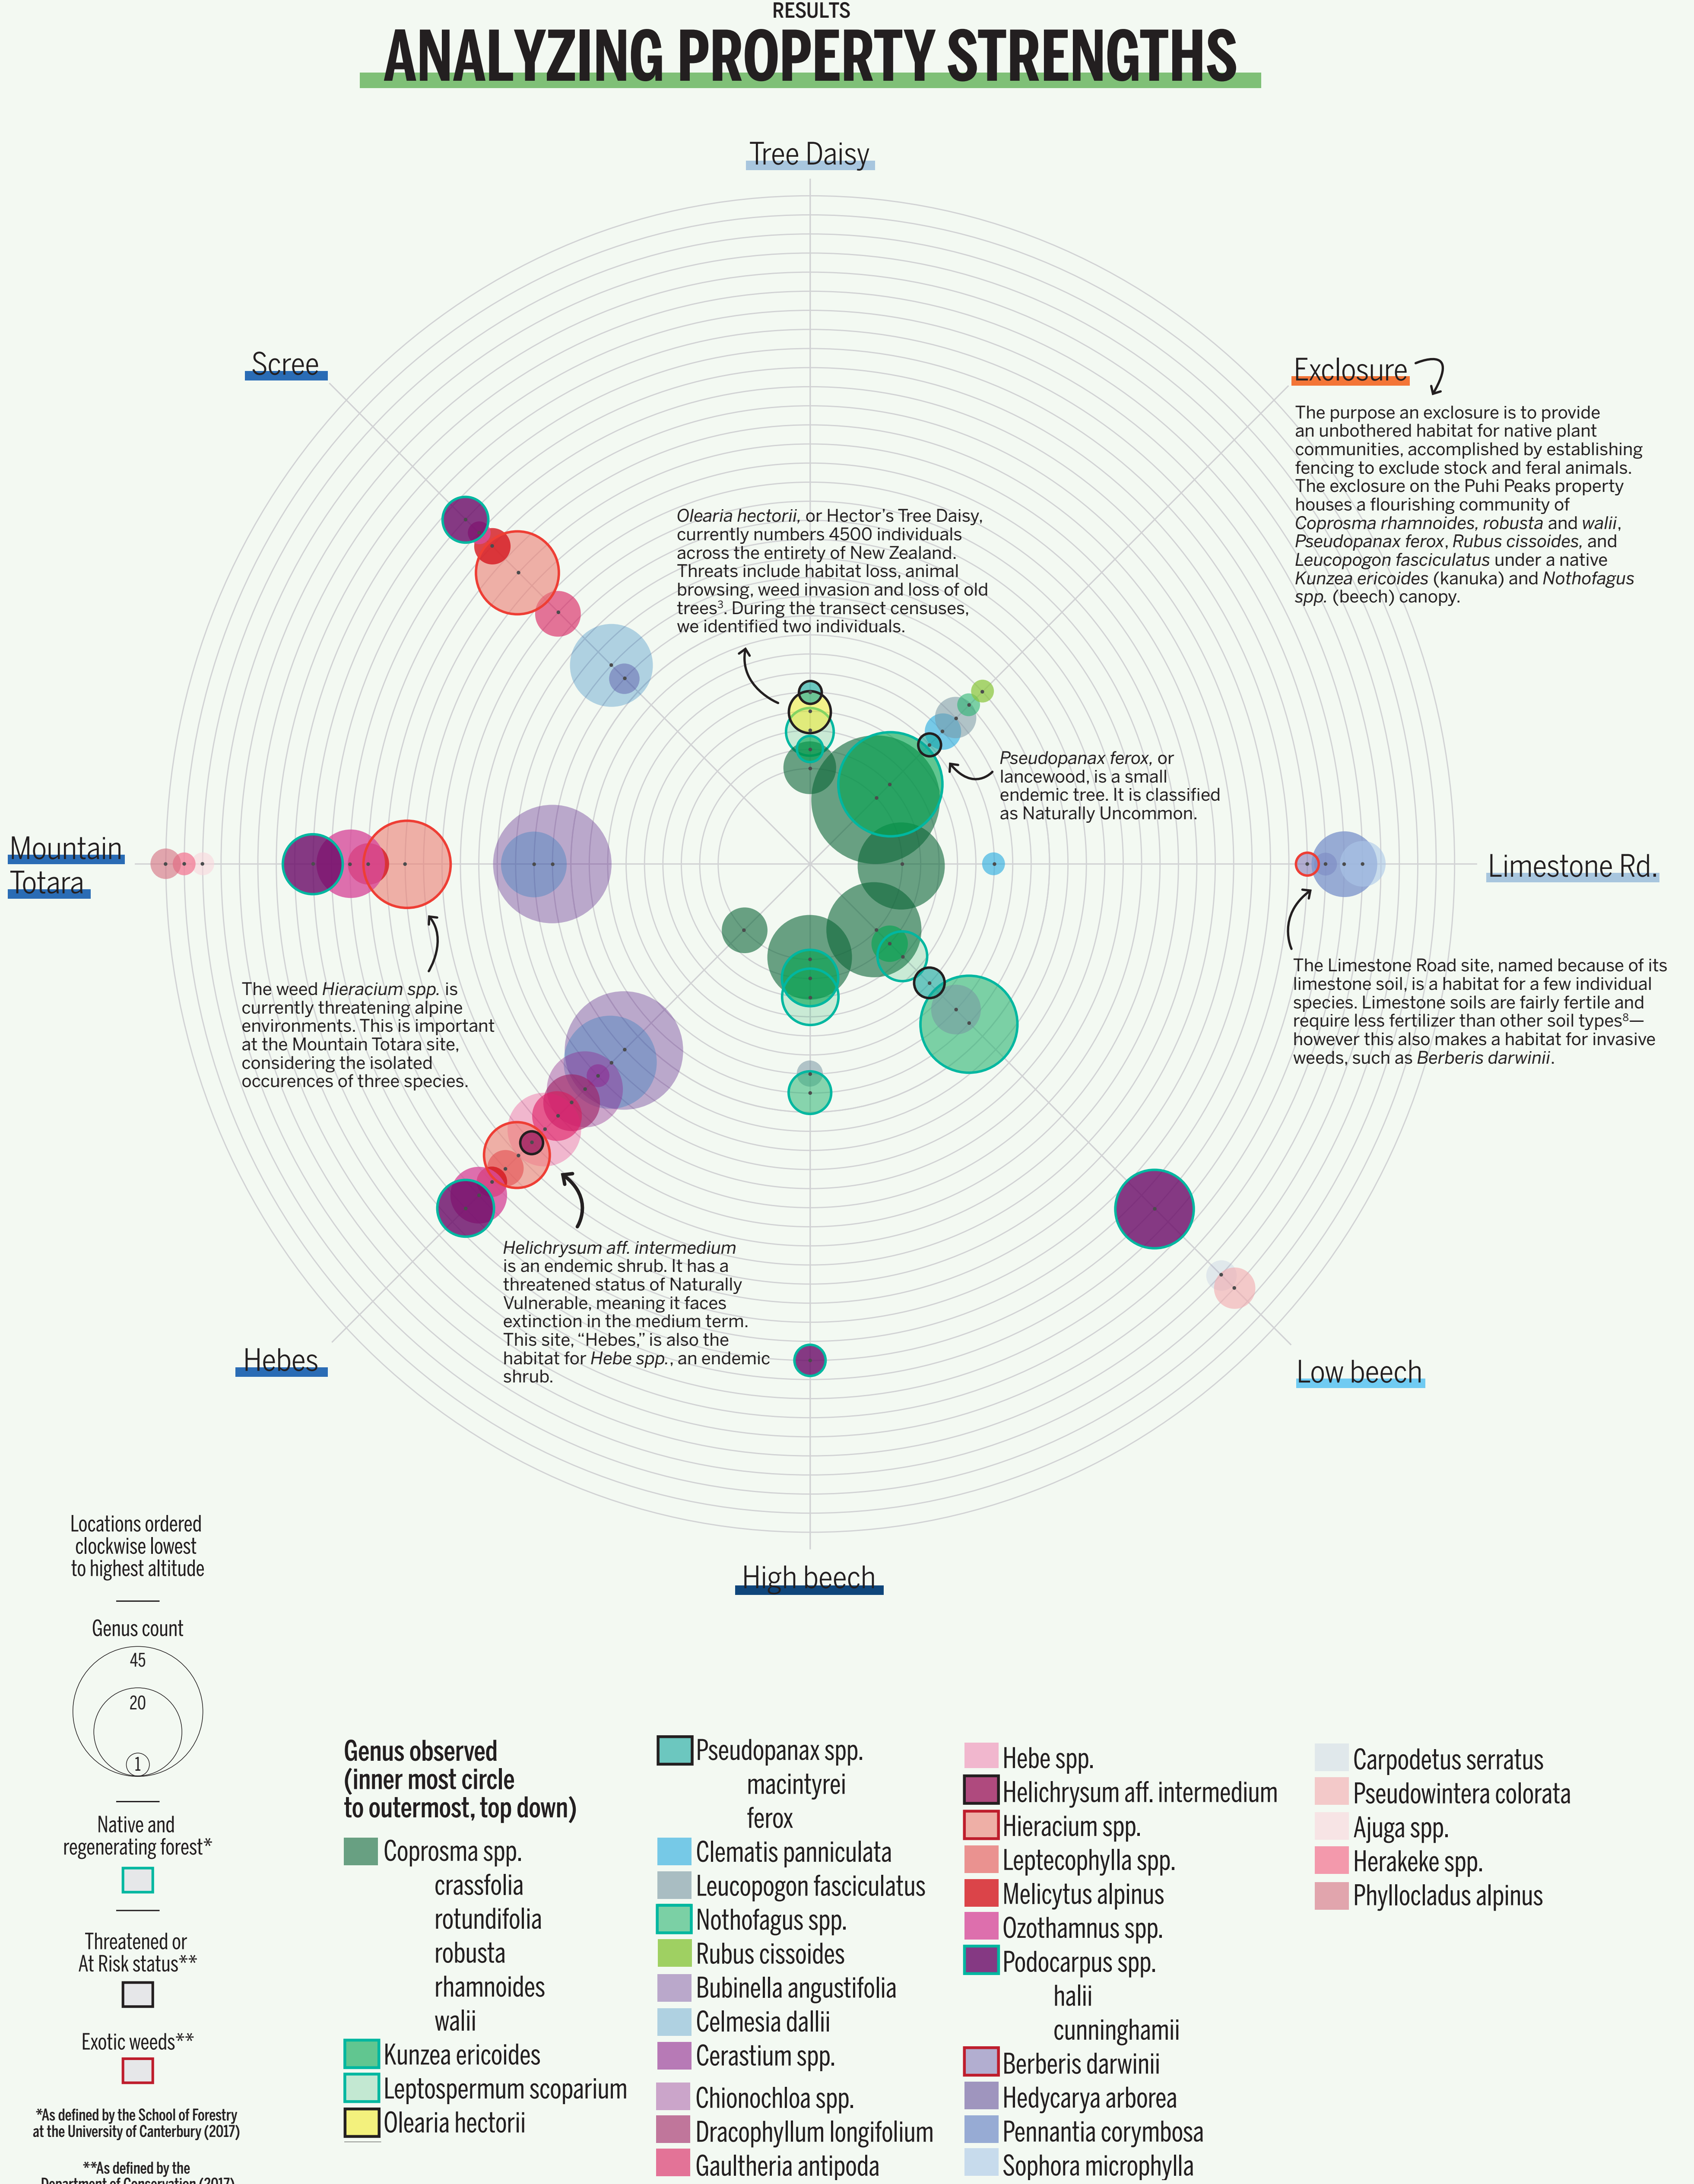 RESULTS
ANALYZING PROPERTY STRENGTHS
Tree Daisy
Scree
Exclosure
The purpose an exclosure is to provide
an unbothered habitat for native plant
communities, accomplished by establishing
fencing to exclude stock and feral animals.
The exclosure on the Puhi Peaks property
houses a flourishing community of
Coprosma rhamnoides, robusta and walii,
Pseudopanax ferox, Rubus cissoides, and
Leucopogon fasciculatus under a native
Kunzea ericoides (kanuka) and Nothofagus
spp. (beech) canopy.
Olearia hectorii, or Hector's Tree Daisy,
currently numbers 4500 individuals
across the entirety of New Zealand.
Threats include habitat loss, animal
browsing, weed invasion and loss of old
trees³. During the transect censuses,
we identified two individuals.
Pseudopanax ferox, or
lancewood, is a small
endemic tree. It is classified
as Naturally Uncommon.
Mountain
Totara
Limestone Rd.
The weed Hieracium spp. is
currently threatening alpine
environments. This is important
at the Mountain Totara site,
considering the isolated
occurences of three species.
The Limestone Road site, named because of its
limestone soil, is a habitat for a few individual
species. Limestone soils are fairly fertile and
require less fertilizer than other soil types⁸—
however this also makes a habitat for invasive
weeds, such as Berberis darwinii.
Helichrysum aff. intermedium
is an endemic shrub. It has a
threatened status of Naturally
Vulnerable, meaning it faces
extinction in the medium term.
This site, “Hebes,” is also the
habitat for Hebe spp., an endemic
shrub.
Hebes
Low beech
High beech
Locations ordered
clockwise lowest
to highest altitude
Genus count
45
20
1
Native and
regenerating forest*
Threatened or
At Risk status**
Exotic weeds**
*As defined by the School of Forestry
at the University of Canterbury (2017)
**As defined by the
Department of Conservation (2017)
Genus observed
(inner most circle
to outermost, top down)
Coprosma spp.
crassfolia
rotundifolia
robusta
rhamnoides
walii
Kunzea ericoides
Leptospermum scoparium
Olearia hectorii
Pseudopanax spp.
macintyrei
ferox
Clematis panniculata
Leucopogon fasciculatus
Nothofagus spp.
Rubus cissoides
Bubinella angustifolia
Celmesia dallii
Cerastium spp.
Chionochloa spp.
Dracophyllum longifolium
Gaultheria antipoda
Hebe spp.
Helichrysum aff. intermedium
Hieracium spp.
Leptecophylla spp.
Melicytus alpinus
Ozothamnus spp.
Podocarpus spp.
halii
cunninghamii
Berberis darwinii
Hedycarya arborea
Pennantia corymbosa
Sophora microphylla
Carpodetus serratus
Pseudowintera colorata
Ajuga spp.
Herakeke spp.
Phyllocladus alpinus